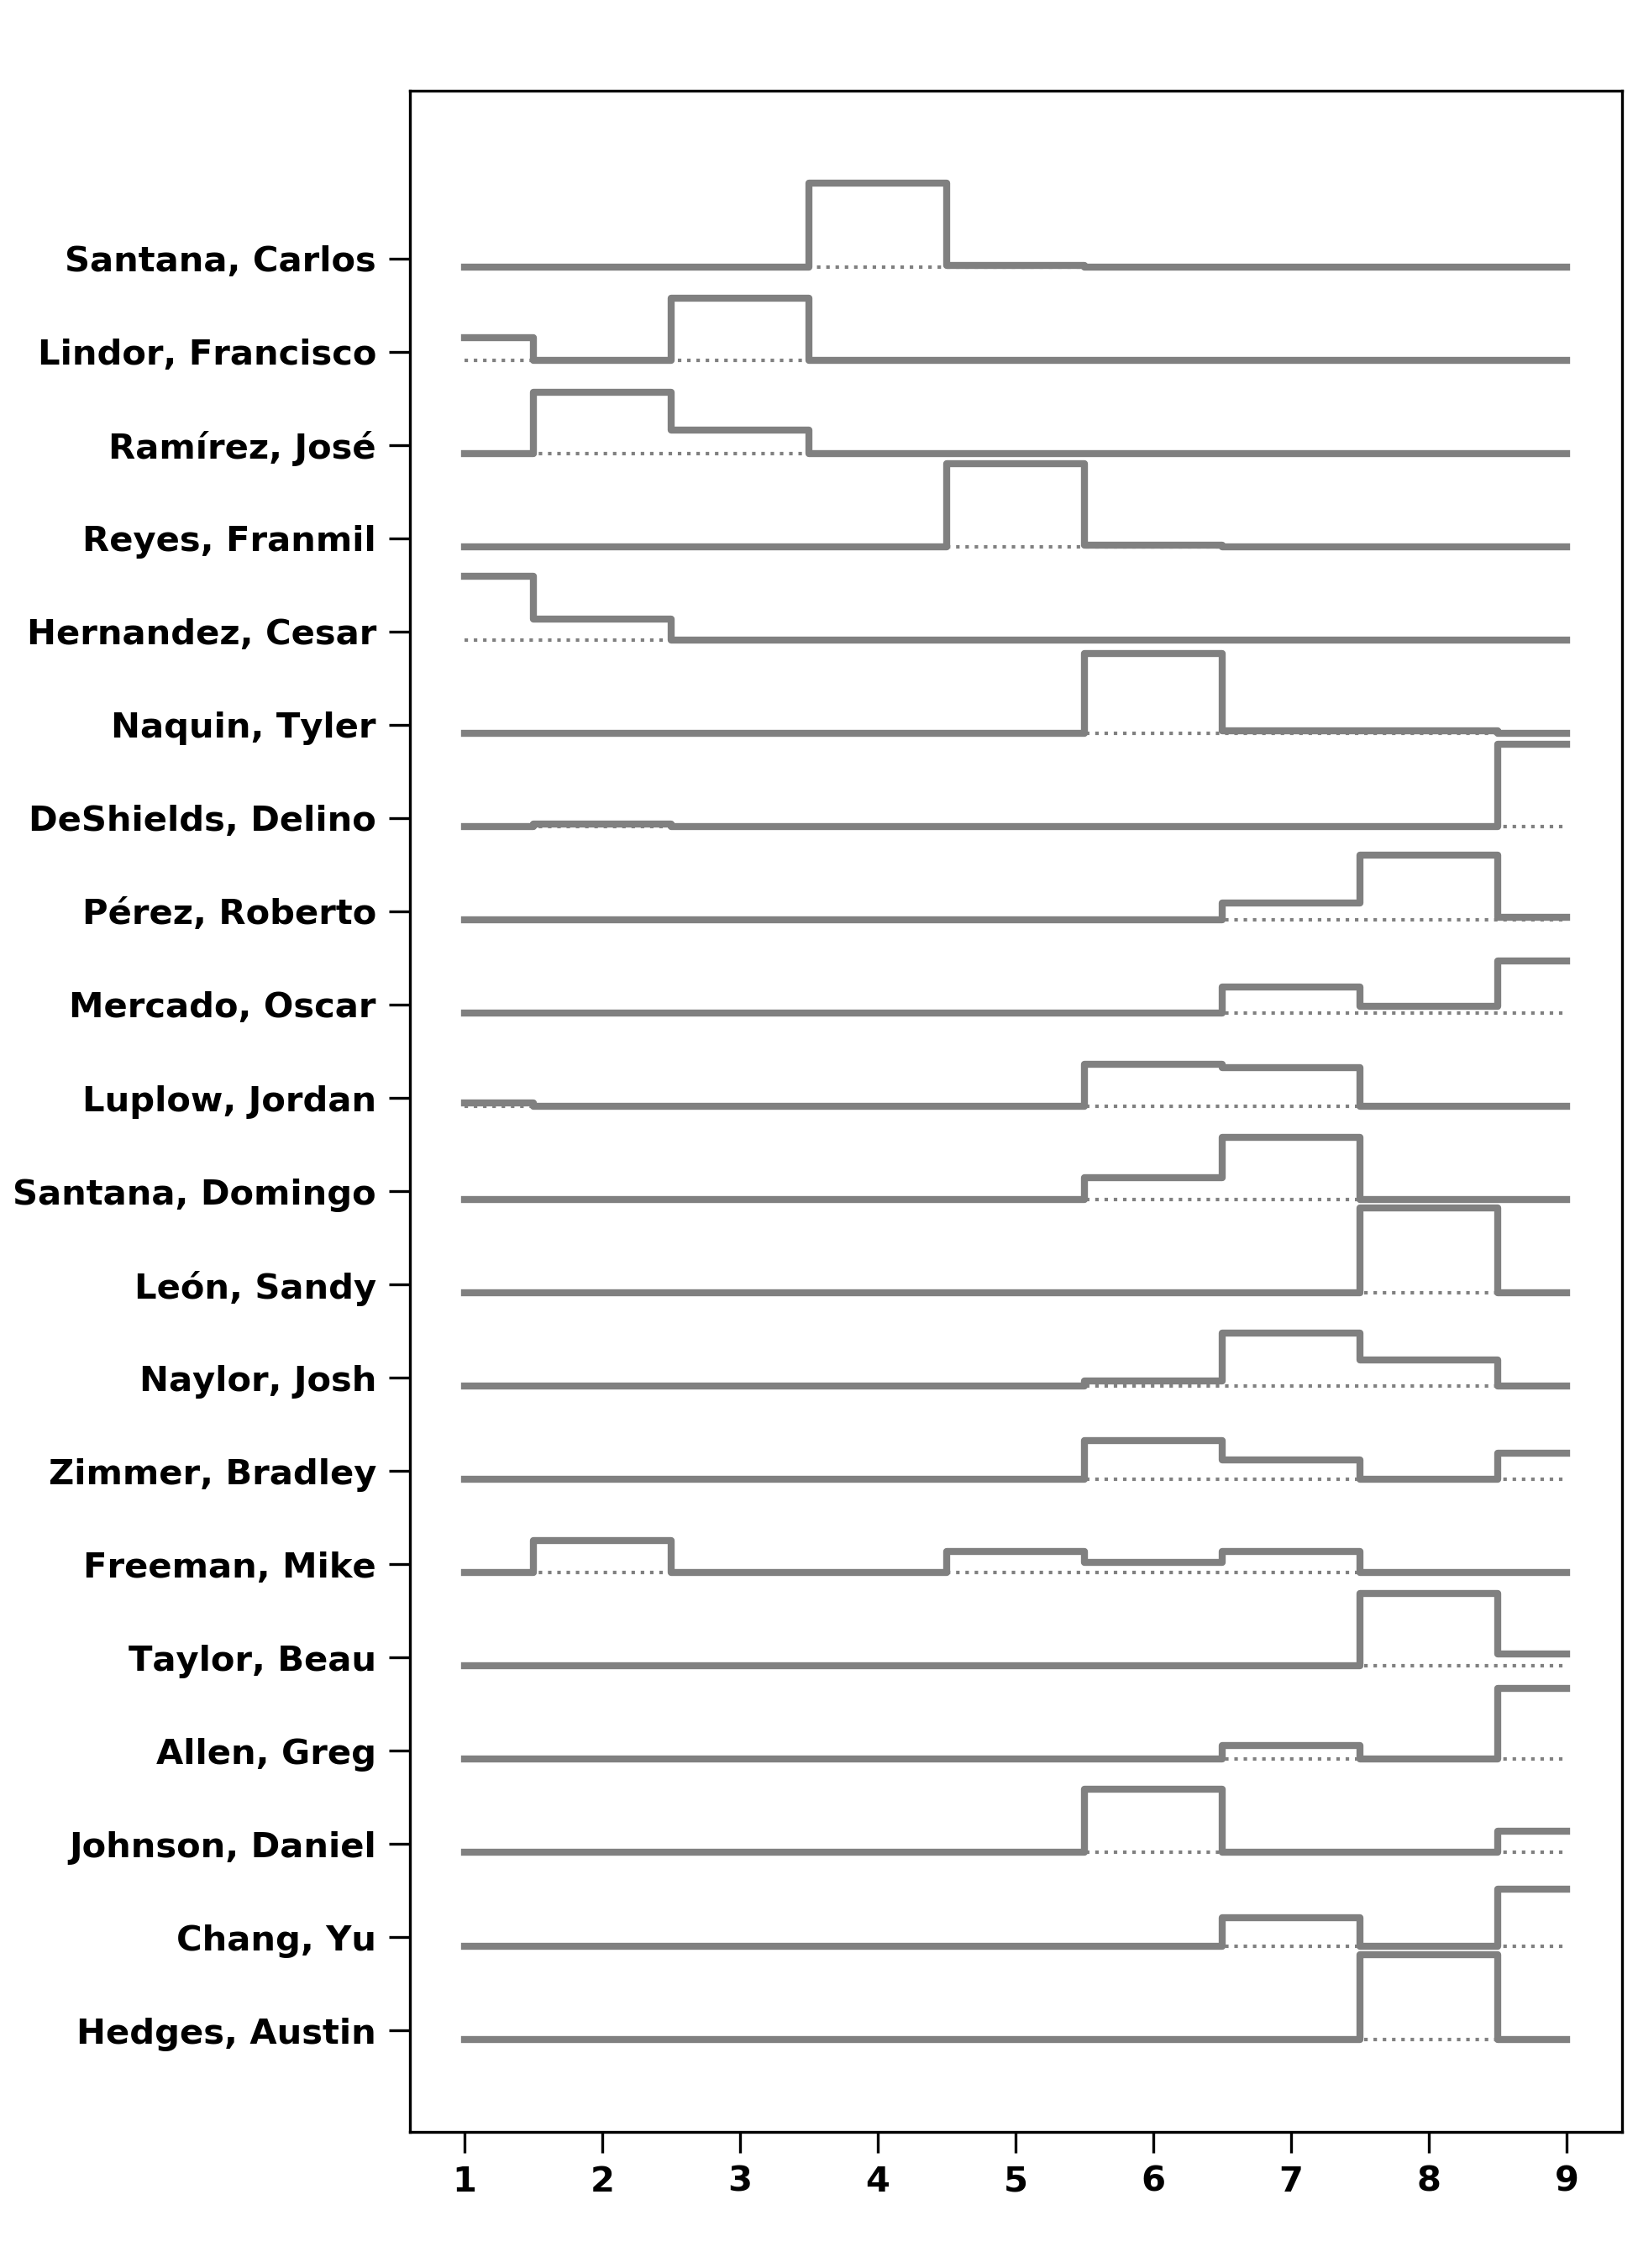 Santana, Carlos
Lindor, Francisco
Ramírez, José
Reyes, Franmil
Hernandez, Cesar
Naquin, Tyler
DeShields, Delino
Pérez, Roberto
Mercado, Oscar
Luplow, Jordan
Santana, Domingo
León, Sandy
Naylor, Josh
Zimmer, Bradley
Freeman, Mike
Taylor, Beau
Allen, Greg
Johnson, Daniel
Chang, Yu
Hedges, Austin
1 2 3 4 5 6 7 8 9